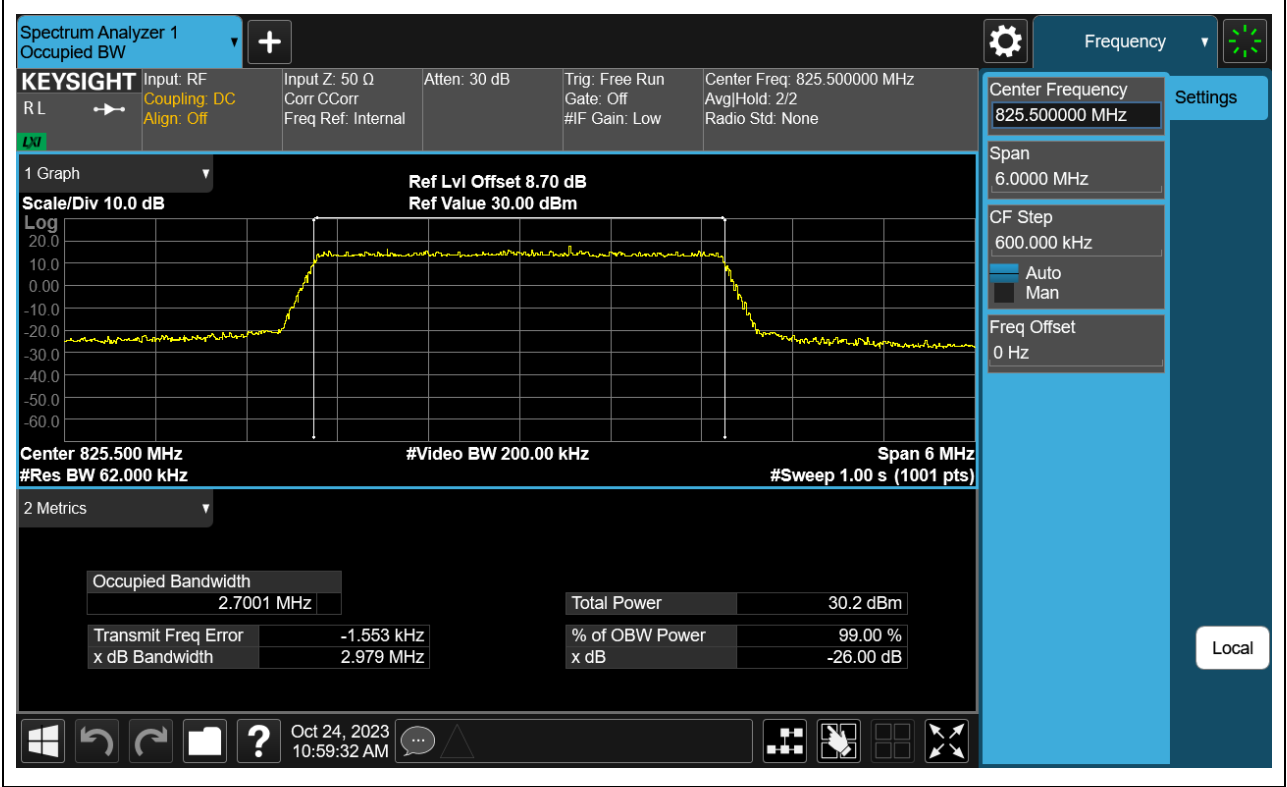 Spectrum Analyzer 1
Occupied BW
Frequency
KEYSIGHT
R L
LXI
Input: RF
Coupling: DC
Align: Off
Input Z: 50 Ω
Corr CCorr
Freq Ref: Internal
Atten: 30 dB
Trig: Free Run
Gate: Off
#IF Gain: Low
Center Freq: 825.500000 MHz
Avg|Hold: 2/2
Radio Std: None
Center Frequency
825.500000 MHz
Settings
Span
6.0000 MHz
CF Step
600.000 kHz
Auto
Man
Freq Offset
0 Hz
Local
1 Graph
Ref Lvl Offset 8.70 dB
Scale/Div 10.0 dB
Ref Value 30.00 dBm
Log
20.0
10.0
0.00
-10.0
-20.0
-30.0
-40.0
-50.0
-60.0
Center 825.500 MHz
#Video BW 200.00 kHz
Span 6 MHz
#Res BW 62.000 kHz
#Sweep 1.00 s (1001 pts)
2 Metrics
Occupied Bandwidth
2.7001 MHz
Total Power 30.2 dBm
Transmit Freq Error -1.553 kHz
% of OBW Power 99.00 %
x dB Bandwidth 2.979 MHz
x dB -26.00 dB
?
Oct 24, 2023
10:59:32 AM